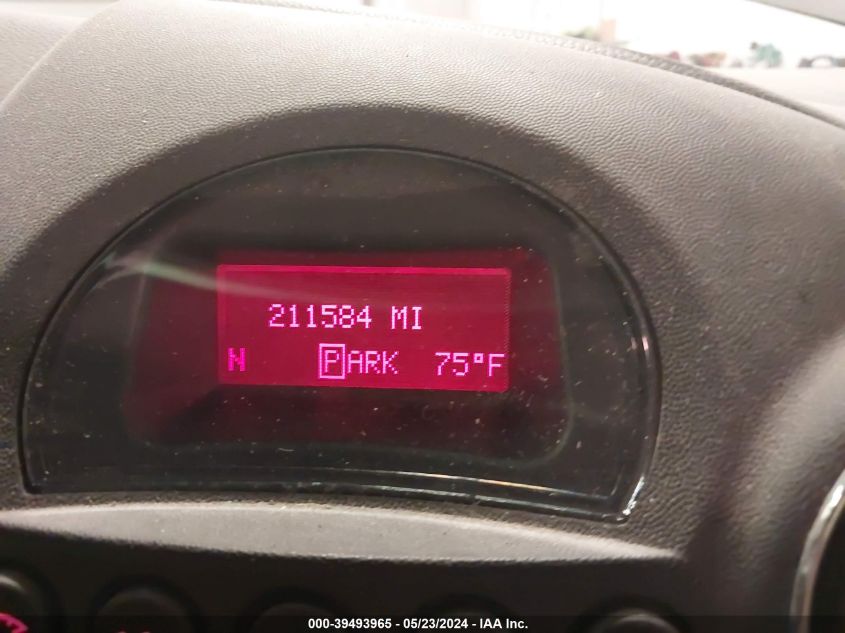 211584 MI
N PARK 75°F
000-39493965 - 05/23/2024 - IAA, Inc.